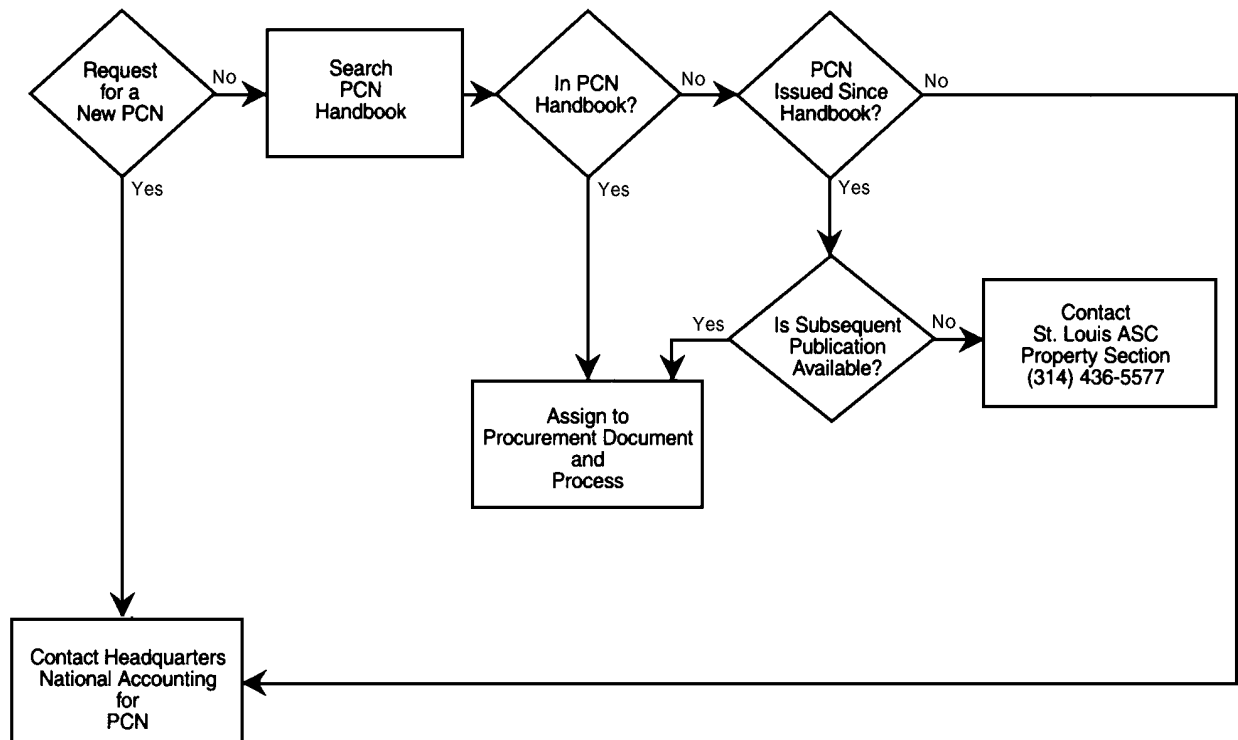 Request
for a
New PCN
No
Yes
Search
PCN
Handbook
In PCN
Handbook?
No
Yes
PCN
Issued Since
Handbook?
No
Yes
Is Subsequent
Publication
Available?
Yes
No
Contact
St. Louis ASC
Property Section
(314) 436-5577
Assign to
Procurement Document
and
Process
Contact Headquarters
National Accounting
for
PCN